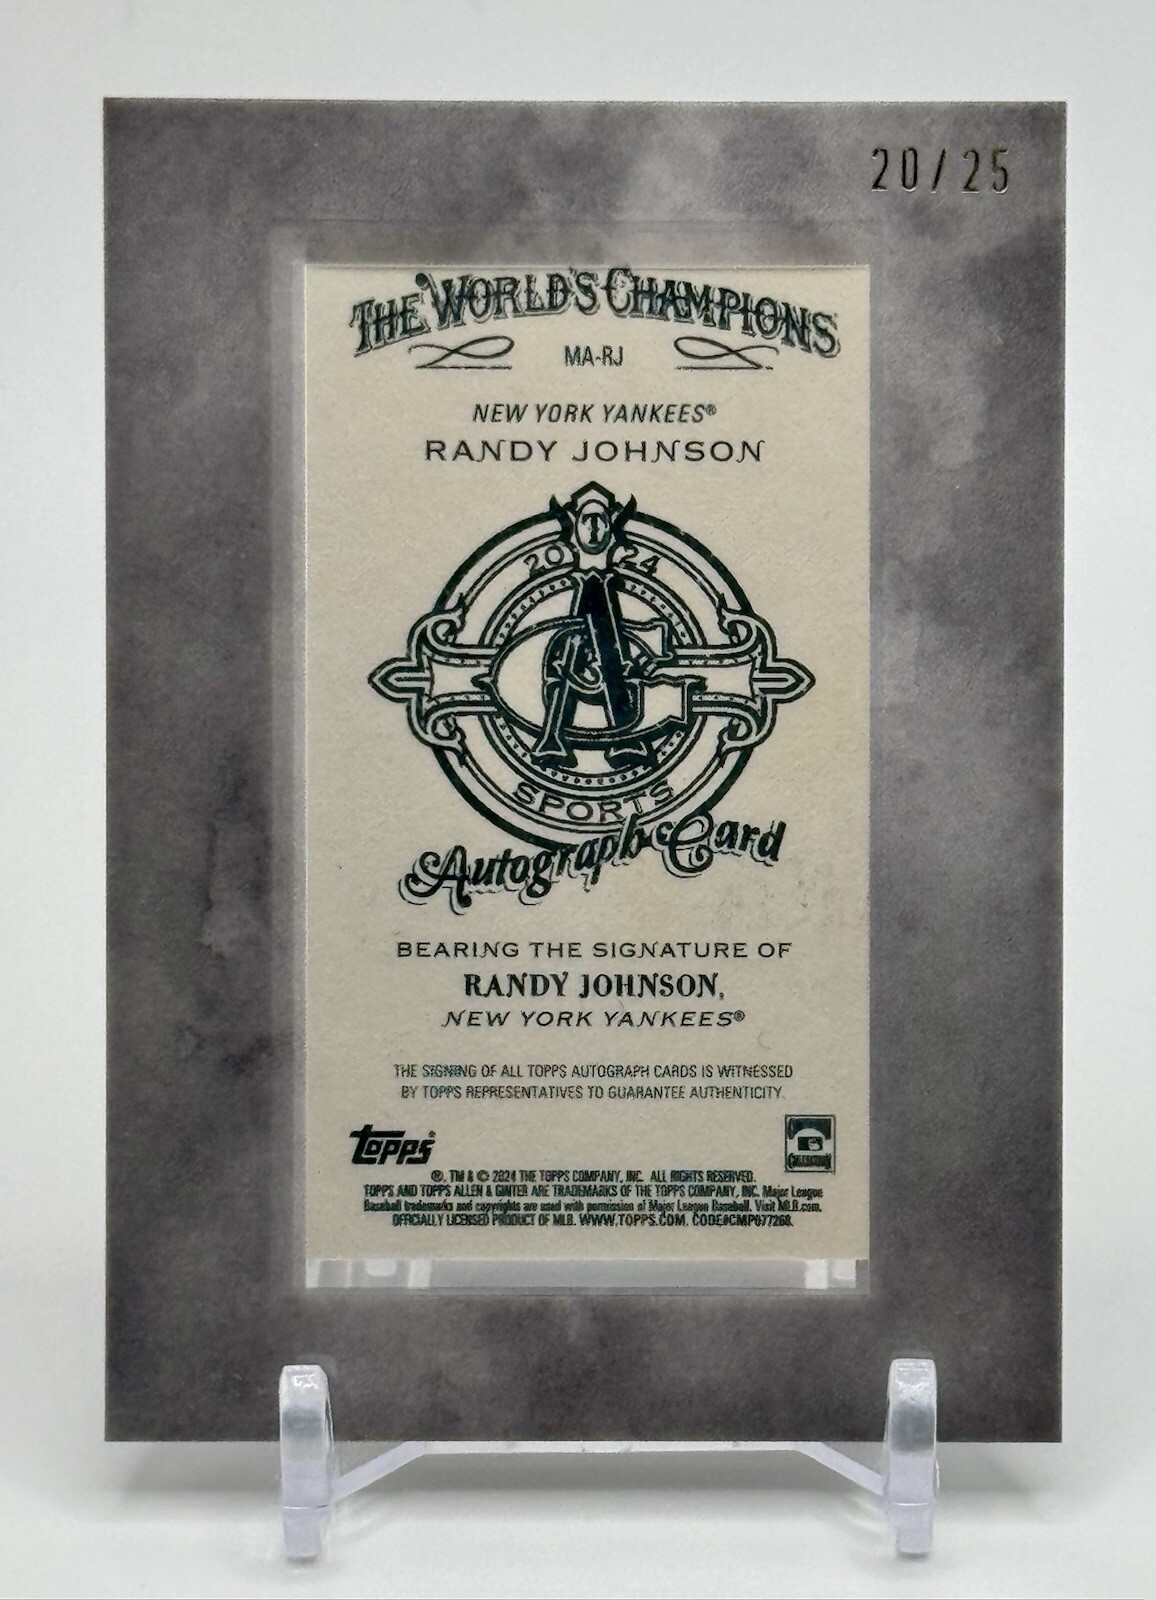 20/25
THE WORLD'S CHAMPIONS
MA-RJ
NEW YORK YANKEES®
RANDY JOHNSON
T
20 24
A&G
SPORTS
Autograph Card
BEARING THE SIGNATURE OF
RANDY JOHNSON,
NEW YORK YANKEES®
THE SIGNING OF ALL TOPPS AUTOGRAPH CARDS IS WITNESSED
BY TOPPS REPRESENTATIVES TO GUARANTEE AUTHENTICITY.
topps®
®, TM & © 2024 THE TOPPS COMPANY, INC. ALL RIGHTS RESERVED.
TOPPS AND TOPPS ALLEN & GINTER ARE TRADEMARKS OF THE TOPPS COMPANY, INC. Major League
Baseball trademarks and copyrights are used with permission of Major League Baseball. Visit MLB.com.
OFFICIALLY LICENSED PRODUCT OF MLB. WWW.TOPPS.COM. CODE#CMP077268.